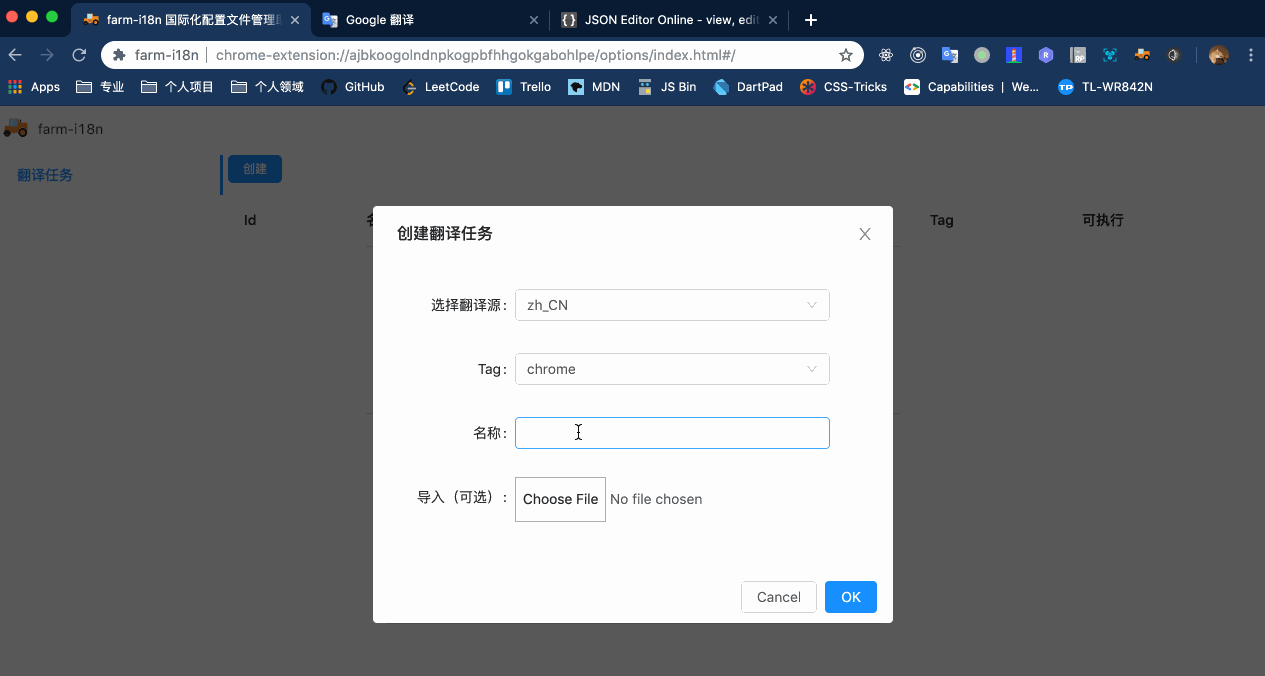 farm-i18n 国际化配置文件管理
Google 翻译
JSON Editor Online - view, edit
farm-i18n
chrome-extension://ajbkoogolndnpkogpbfhhgokgabohlpe/options/index.html#/
Apps
专业
个人项目
个人领域
GitHub
LeetCode
Trello
MDN
JS Bin
DartPad
CSS-Tricks
Capabilities | We...
TL-WR842N
farm-i18n
翻译任务
创建
Id
Tag
可执行
创建翻译任务
选择翻译源:
zh_CN
Tag:
chrome
名称:
导入（可选）:
Choose File
No file chosen
Cancel
OK